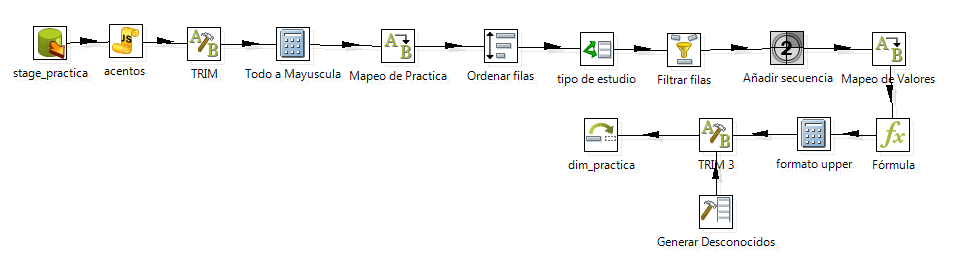 stage_practica
acentos
TRIM
Todo a Mayuscula
Mapeo de Practica
Ordenar filas
tipo de estudio
Filtrar filas
Añadir secuencia
Mapeo de Valores
dim_practica
TRIM 3
formato upper
Fórmula
Generar Desconocidos